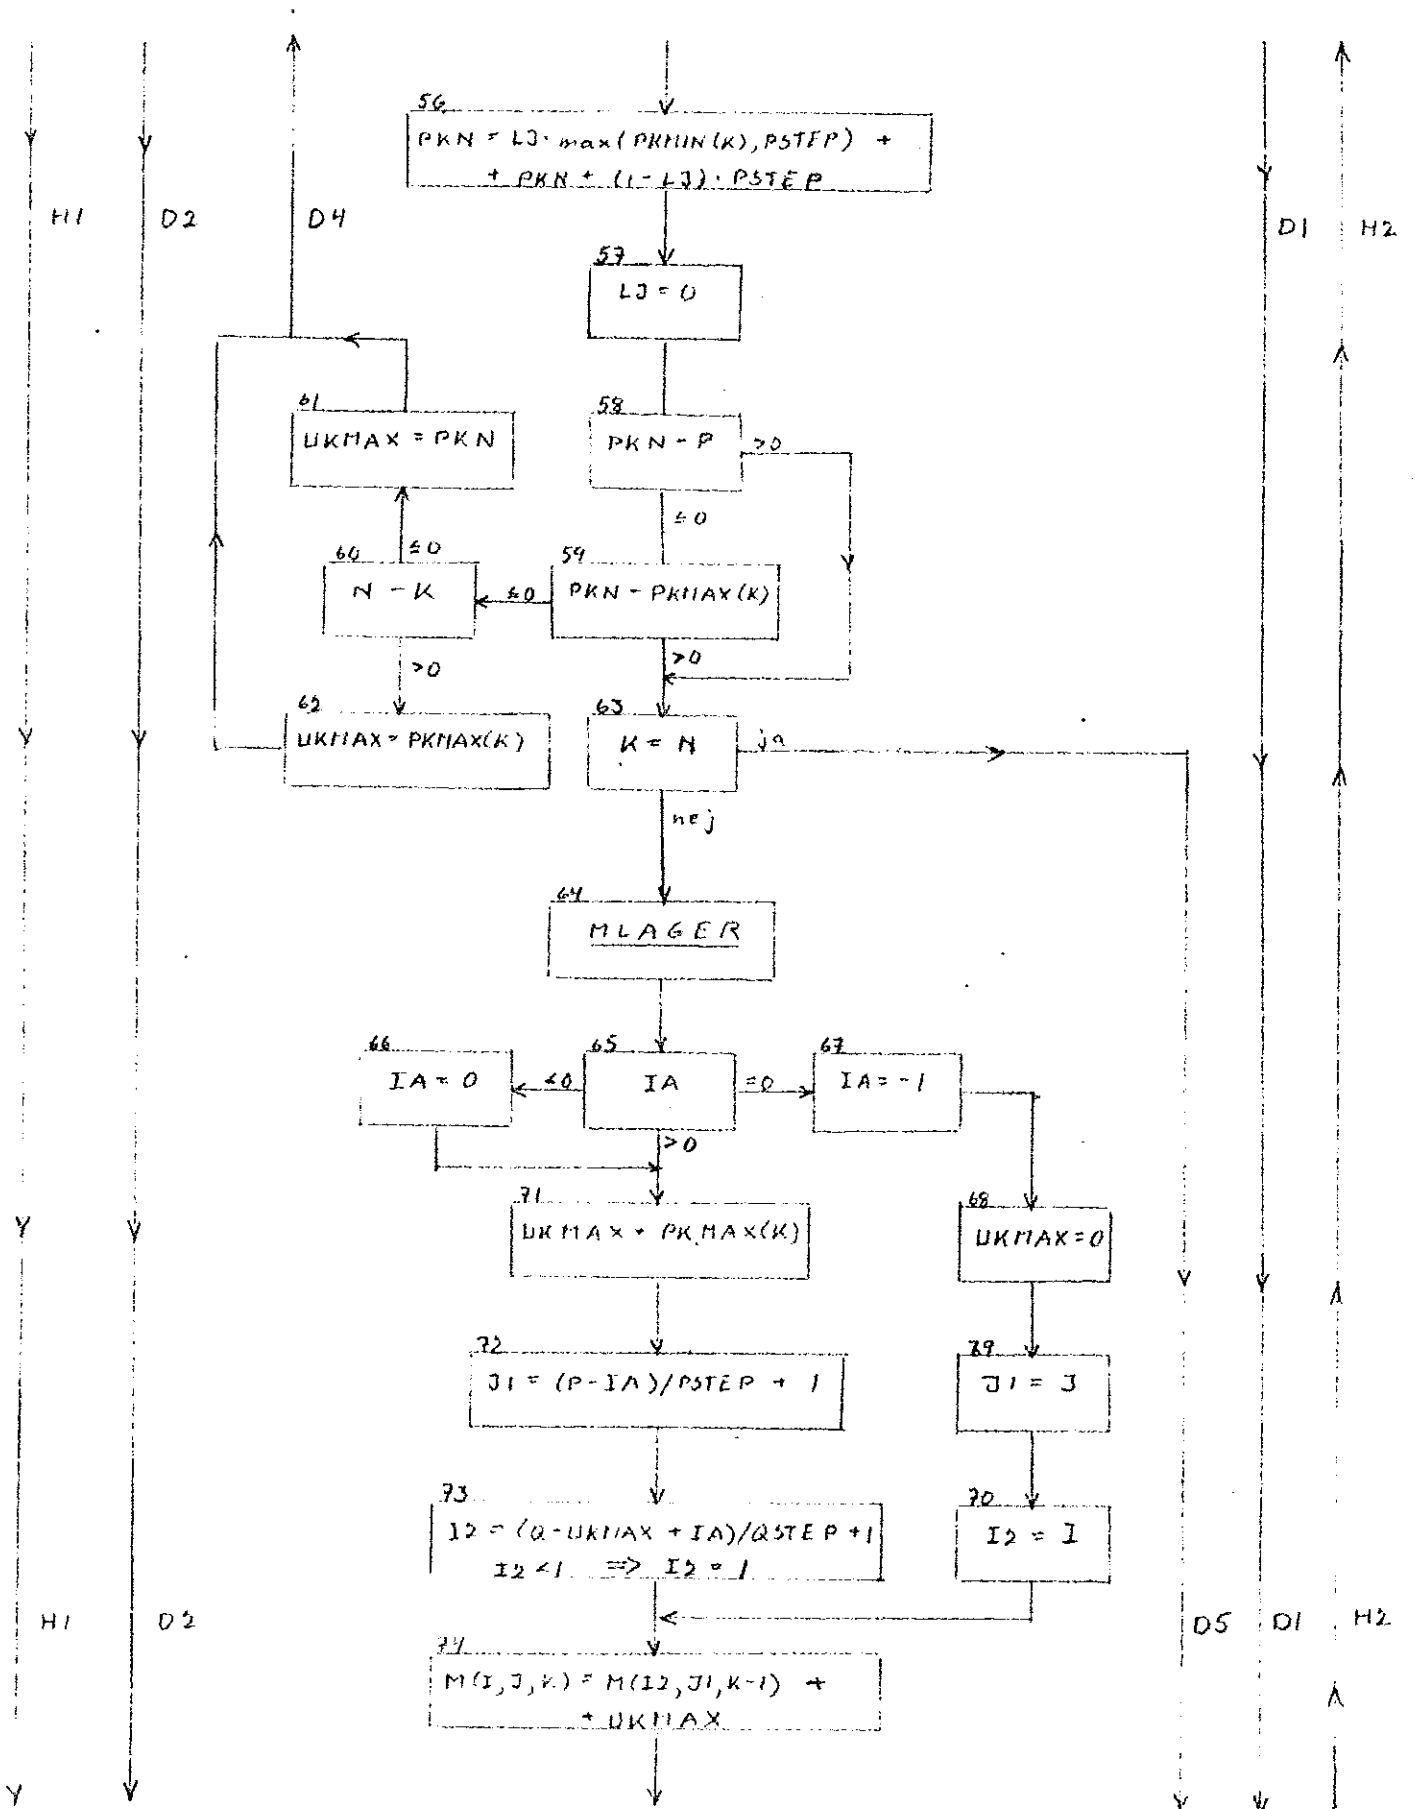 56
PKN = LJ·max(PKMIN(K),PSTEP) +
+ PKN + (1-LJ)·PSTEP
H1
D2
D4
D1
H2
57
LJ = 0
61
UKMAX = PKN
58
PKN - P
>0
≤0
60
≤0
N - K
59
≤0
PKN - PKMAX(K)
>0
>0
62
UKMAX = PKMAX(K)
63
K = N
ja
nej
64
MLAGER
66
IA = 0
<0
65
IA
=0
67
IA = -1
>0
71
UKMAX = PKMAX(K)
68
UKMAX = 0
72
J1 = (P-IA)/PSTEP + 1
69
J1 = J
73
I2 = (Q-UKMAX + IA)/QSTEP +1
I2 <1 => I2 = 1
70
I2 = I
H1
D2
D5
D1
H2
74
M(I,J,K) = M(I2,J1,K-1) +
+ UKMAX